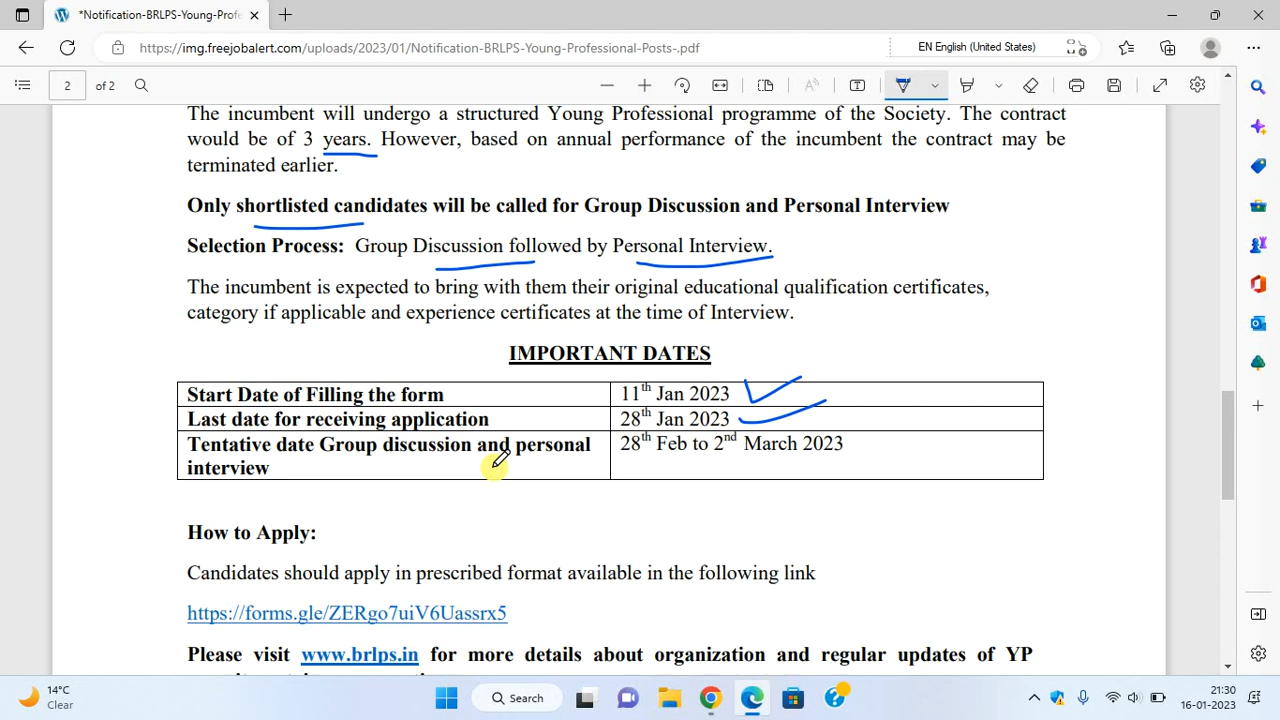 *Notification-BRLPS-Young-Profe
https://img.freejobalert.com/uploads/2023/01/Notification-BRLPS-Young-Professional-Posts-.pdf
EN English (United States)
2 of 2
The incumbent will undergo a structured Young Professional programme of the Society. The contract
would be of 3 years. However, based on annual performance of the incumbent the contract may be
terminated earlier.
Only shortlisted candidates will be called for Group Discussion and Personal Interview
Selection Process: Group Discussion followed by Personal Interview.
The incumbent is expected to bring with them their original educational qualification certificates,
category if applicable and experience certificates at the time of Interview.
IMPORTANT DATES
Start Date of Filling the form 11th Jan 2023
Last date for receiving application 28th Jan 2023
Tentative date Group discussion and personal 28th Feb to 2nd March 2023
interview
How to Apply:
Candidates should apply in prescribed format available in the following link
https://forms.gle/ZERgo7uiV6Uassrx5
Please visit www.brlps.in for more details about organization and regular updates of YP
14°C
Clear
Search
21:30
16-01-2023